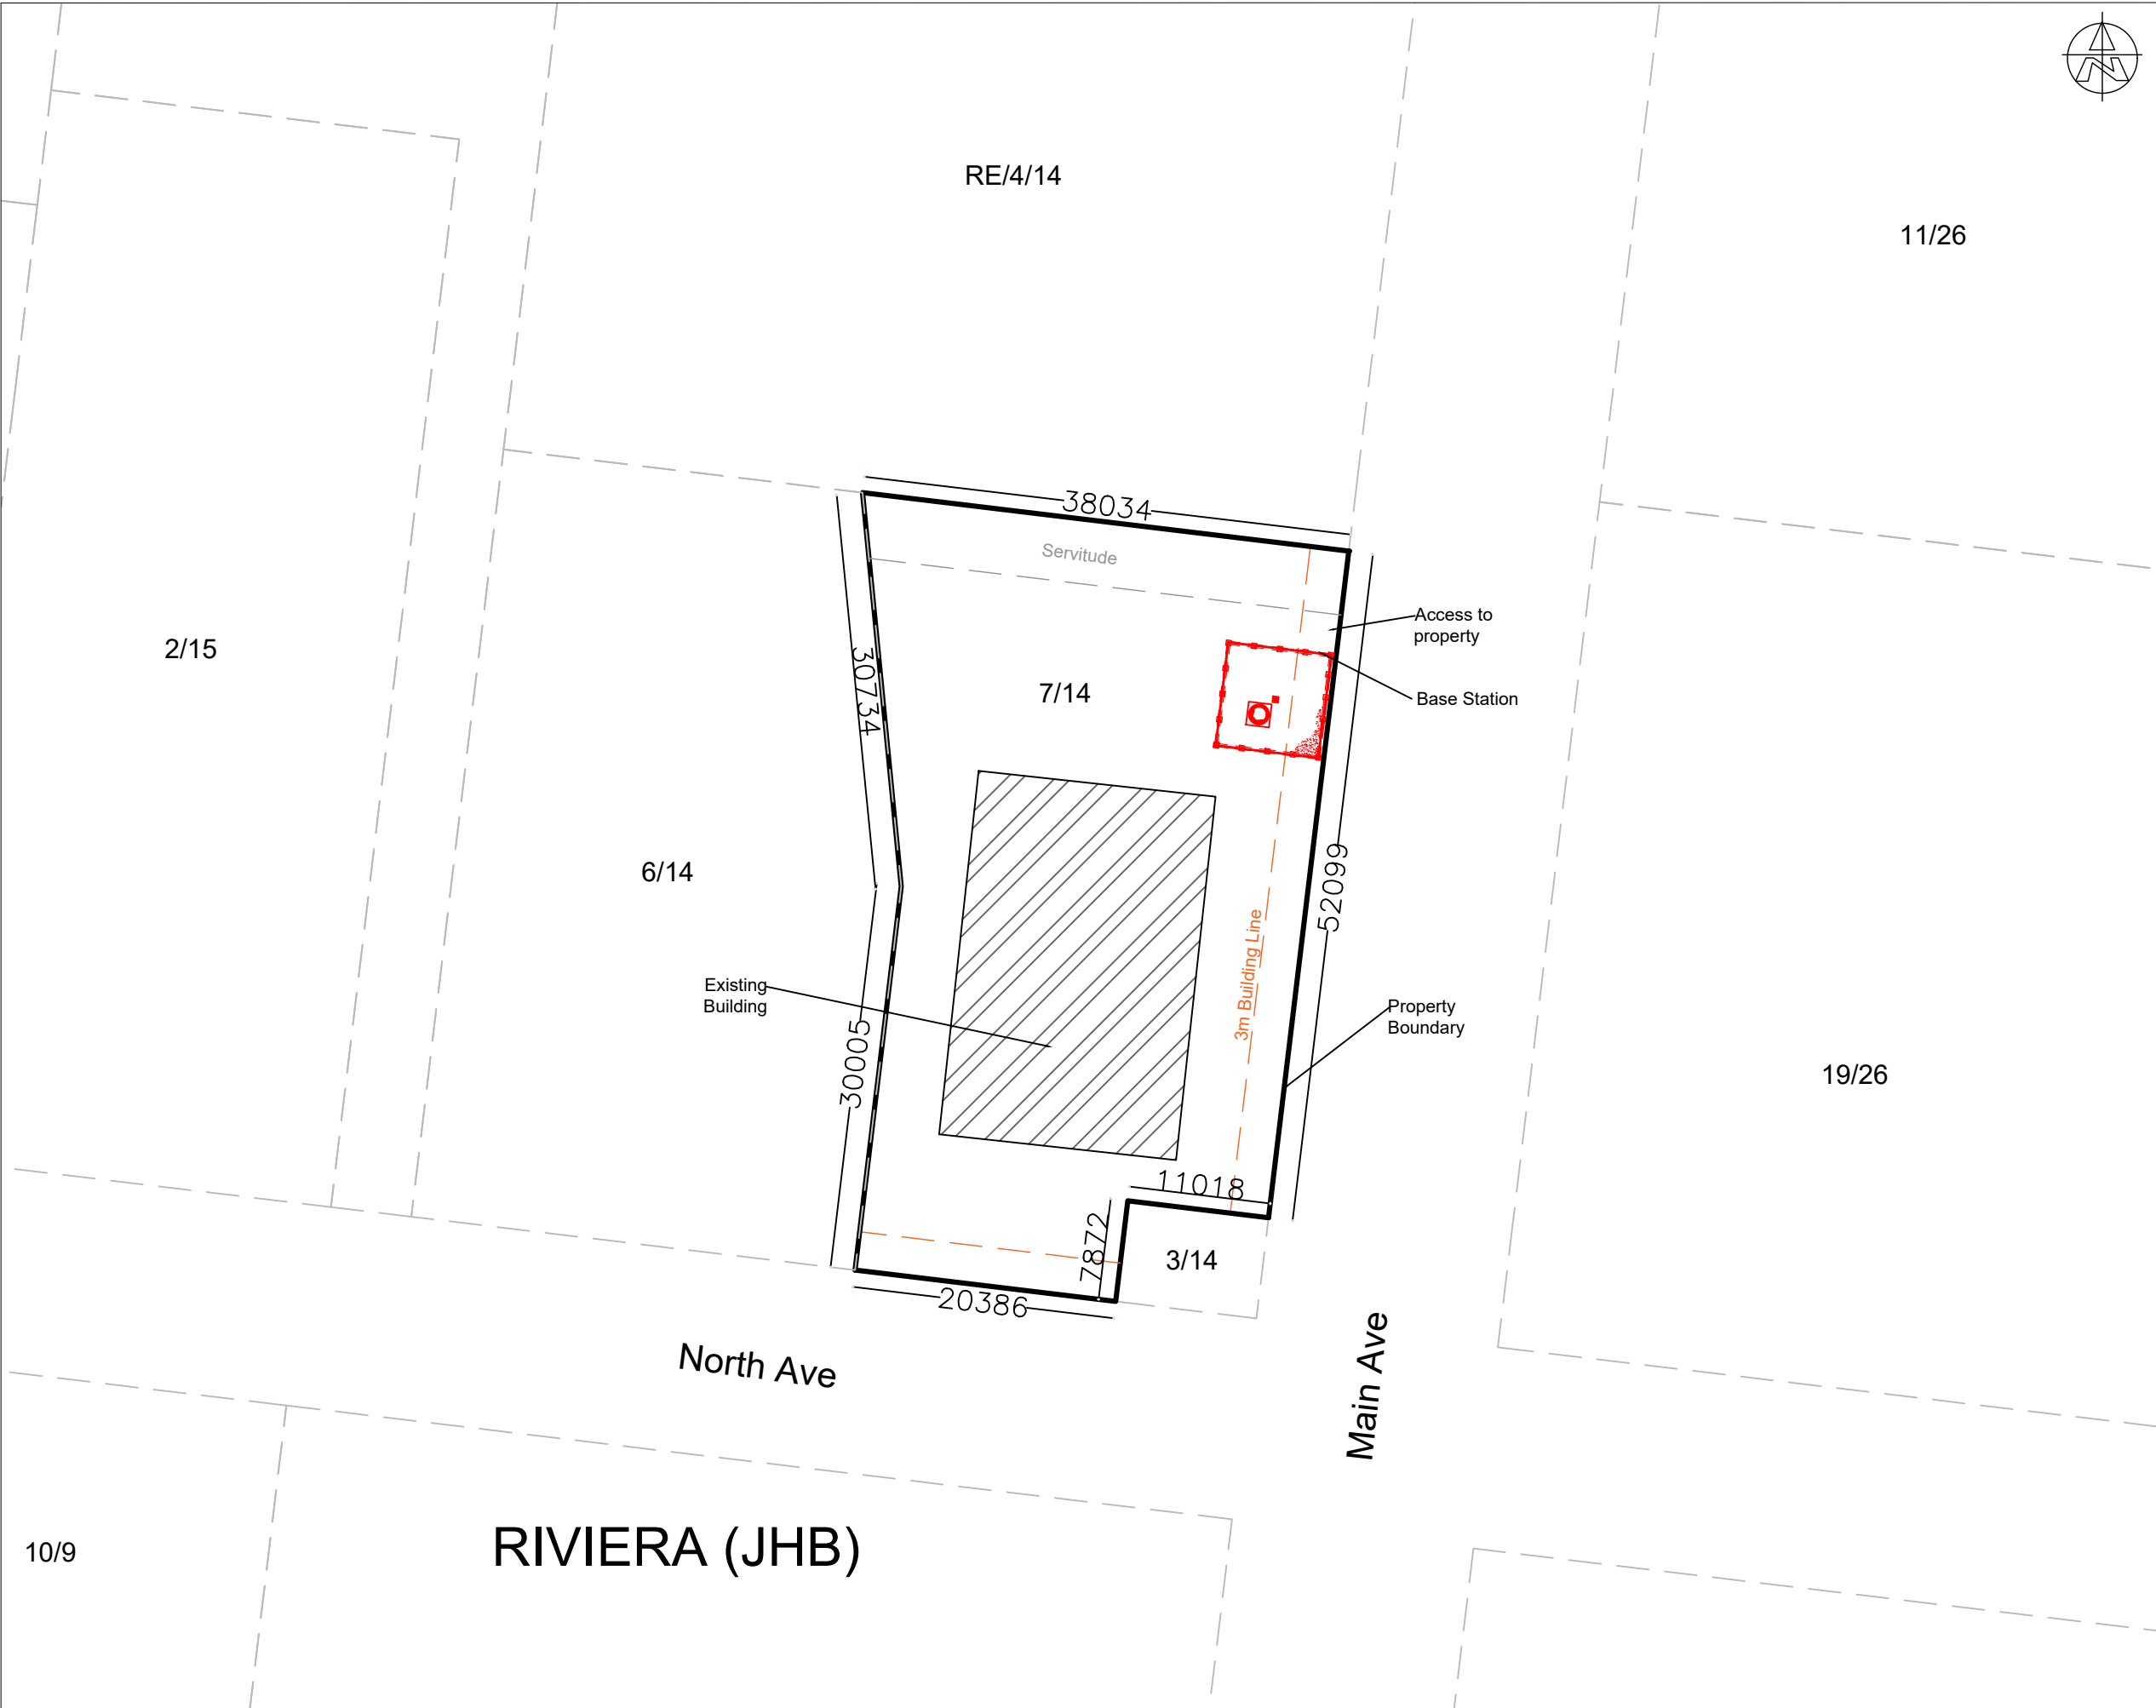 RE/4/14
11/26
38034
Servitude
Access to
property
2/15
7/14
30734
Base Station
6/14
52099
3m Building Line
Existing
Building
Property
Boundary
30005
19/26
11018
7872
3/14
20386
North Ave
Main Ave
RIVIERA (JHB)
10/9
N